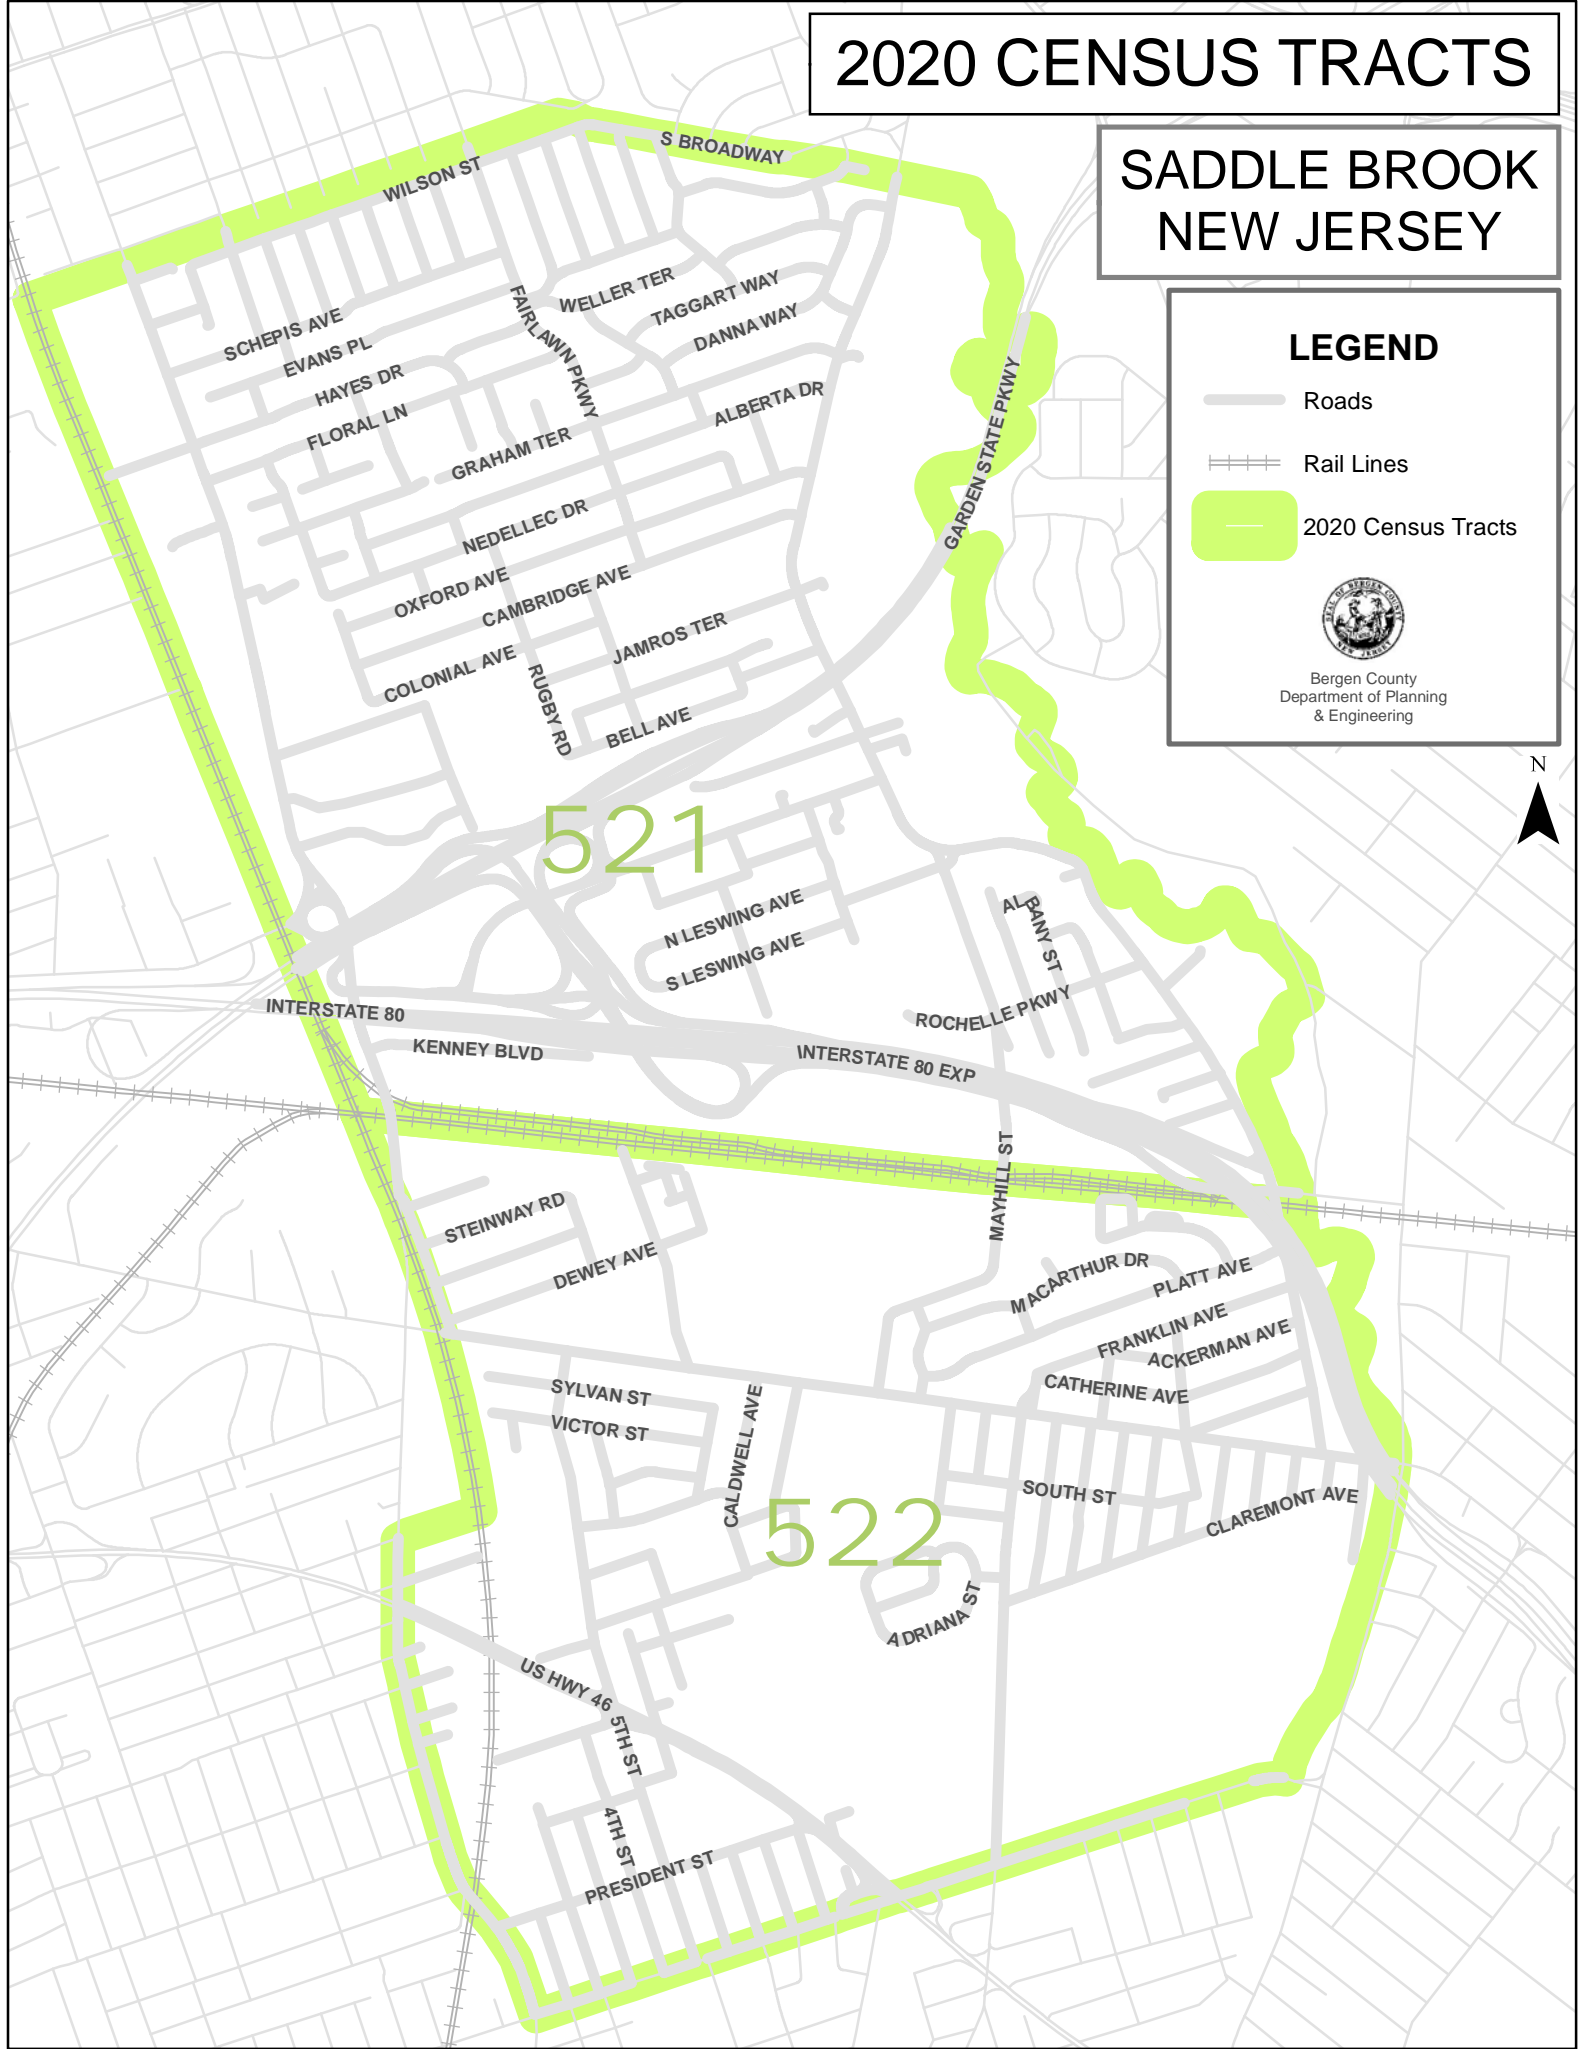 2020 CENSUS TRACTS
SADDLE BROOK
NEW JERSEY
LEGEND
Roads
Rail Lines
2020 Census Tracts
SEAL OF BERGEN COUNTY
NEW JERSEY
Bergen County
Department of Planning
& Engineering
N
S BROADWAY
WILSON ST
WELLER TER
TAGGART WAY
DANNA WAY
FAIRLAWN PKWY
SCHEPIS AVE
EVANS PL
HAYES DR
FLORAL LN
GRAHAM TER
ALBERTA DR
GARDEN STATE PKWY
NEDELLEC DR
OXFORD AVE
CAMBRIDGE AVE
JAMROS TER
COLONIAL AVE
RUGBY RD
BELL AVE
521
N LESWING AVE
S LESWING AVE
ALBANY ST
ROCHELLE PKWY
INTERSTATE 80
KENNEY BLVD
INTERSTATE 80 EXP
MAYHILL ST
STEINWAY RD
DEWEY AVE
MACARTHUR DR
PLATT AVE
FRANKLIN AVE
ACKERMAN AVE
CATHERINE AVE
SYLVAN ST
VICTOR ST
CALDWELL AVE
SOUTH ST
CLAREMONT AVE
522
ADRIANA ST
US HWY 46
5TH ST
4TH ST
PRESIDENT ST